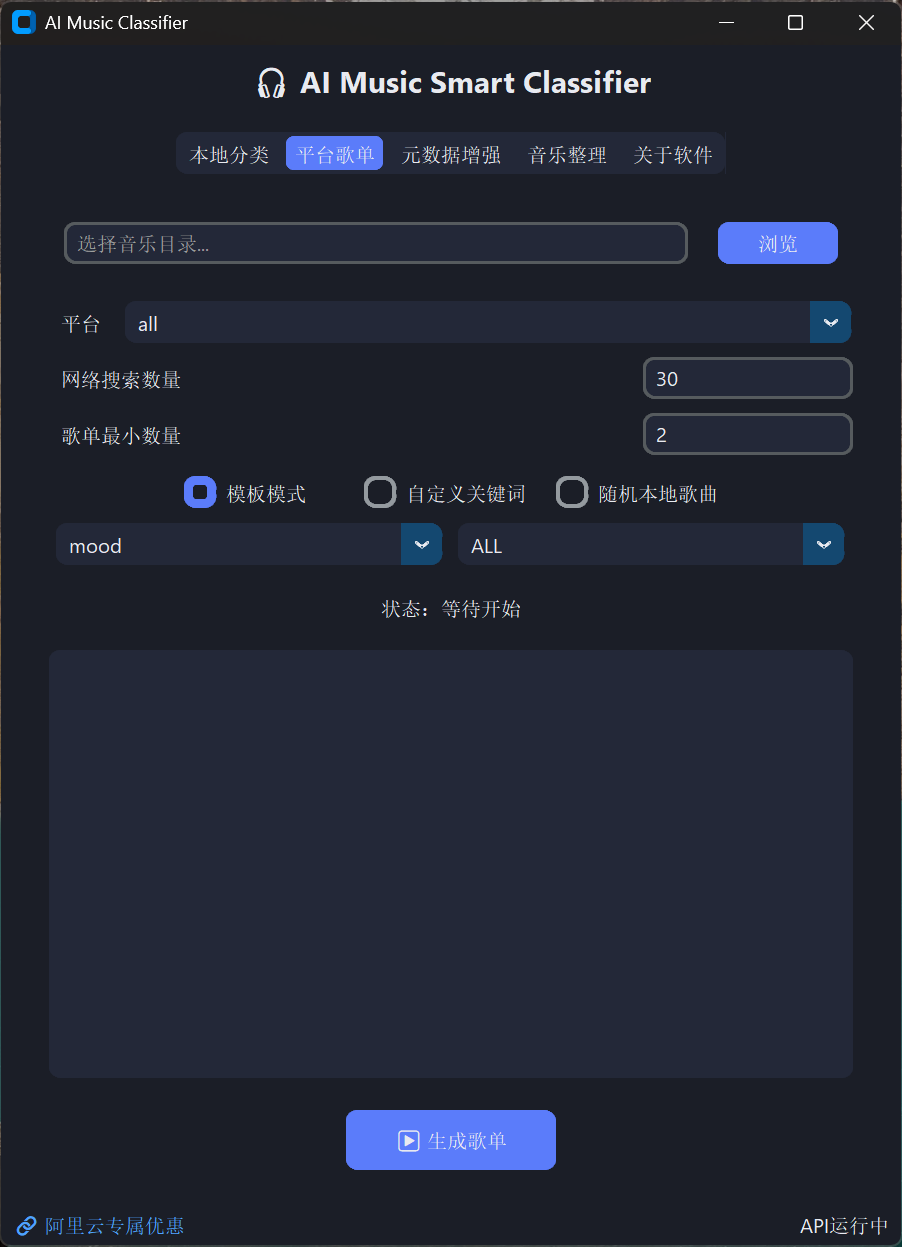 AI Music Classifier
AI Music Smart Classifier
本地分类 平台歌单 元数据增强 音乐整理 关于软件
选择音乐目录... 浏览
平台 all
网络搜索数量 30
歌单最小数量 2
模板模式 自定义关键词 随机本地歌曲
mood ALL
状态：等待开始
生成歌单
阿里云专属优惠 API运行中